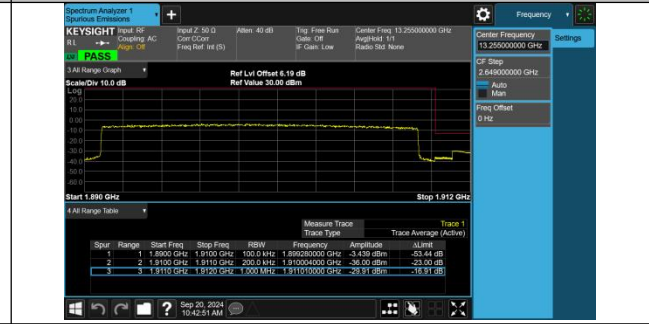 Spectrum Analyzer 1
Spurious Emissions
Frequency
KEYSIGHT Input: RF Input Z: 50 Ω Atten: 40 dB Trig: Free Run Center Freq: 13.255000000 GHz
RL Coupling: AC Corr CCorr Gate: Off Avg|Hold: 1/1
Align: Off Freq Ref: Int (S) IF Gain: Low Radio Std: None
PASS
Center Frequency
13.255000000 GHz
Settings
CF Step
2.649000000 GHz
Auto
Man
Freq Offset
0 Hz
3 All Range Graph
Ref Lvl Offset 6.19 dB
Scale/Div 10.0 dB Ref Value 30.00 dBm
Log
20.0
10.0
0.00
-10.0
-20.0
-30.0
-40.0
-50.0
-60.0
Start 1.890 GHz Stop 1.912 GHz
4 All Range Table
Measure Trace Trace 1
Trace Type Trace Average (Active)
Spur Range Start Freq Stop Freq RBW Frequency Amplitude ΔLimit
1 1 1.8900 GHz 1.9100 GHz 100.0 kHz 1.899280000 GHz -3.439 dBm -53.44 dB
2 2 1.9100 GHz 1.9110 GHz 200.0 kHz 1.910004000 GHz -36.00 dBm -23.00 dB
3 3 1.9110 GHz 1.9120 GHz 1.000 MHz 1.911010000 GHz -29.91 dBm -16.91 dB
?
Sep 20, 2024
10:42:51 AM